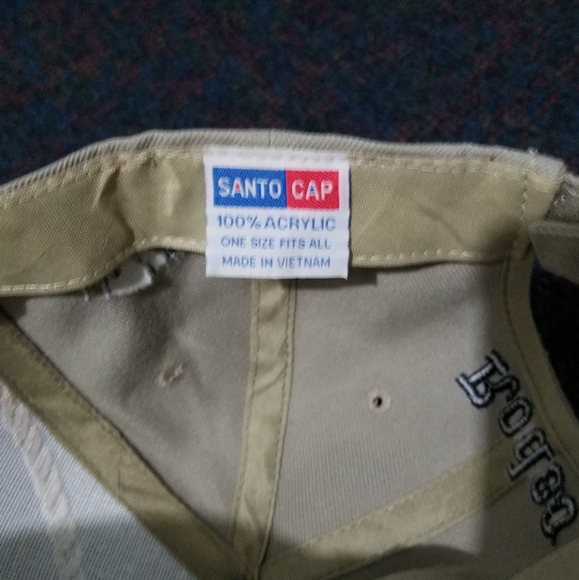 SANTO CAP
100% ACRYLIC
ONE SIZE FITS ALL
MADE IN VIETNAM